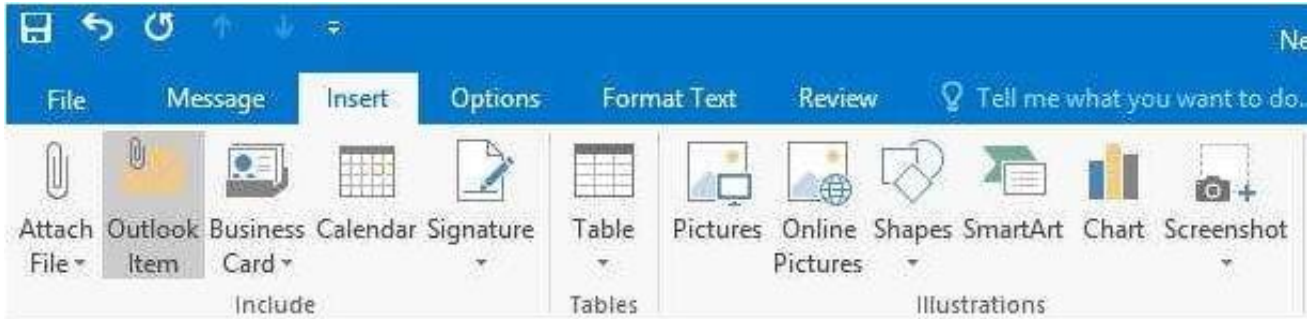 Ne
File Message Insert Options Format Text Review Tell me what you want to do.
Attach Outlook Business Calendar Signature Table Pictures Online Shapes SmartArt Chart Screenshot
File Item Card Pictures
Include Tables Illustrations